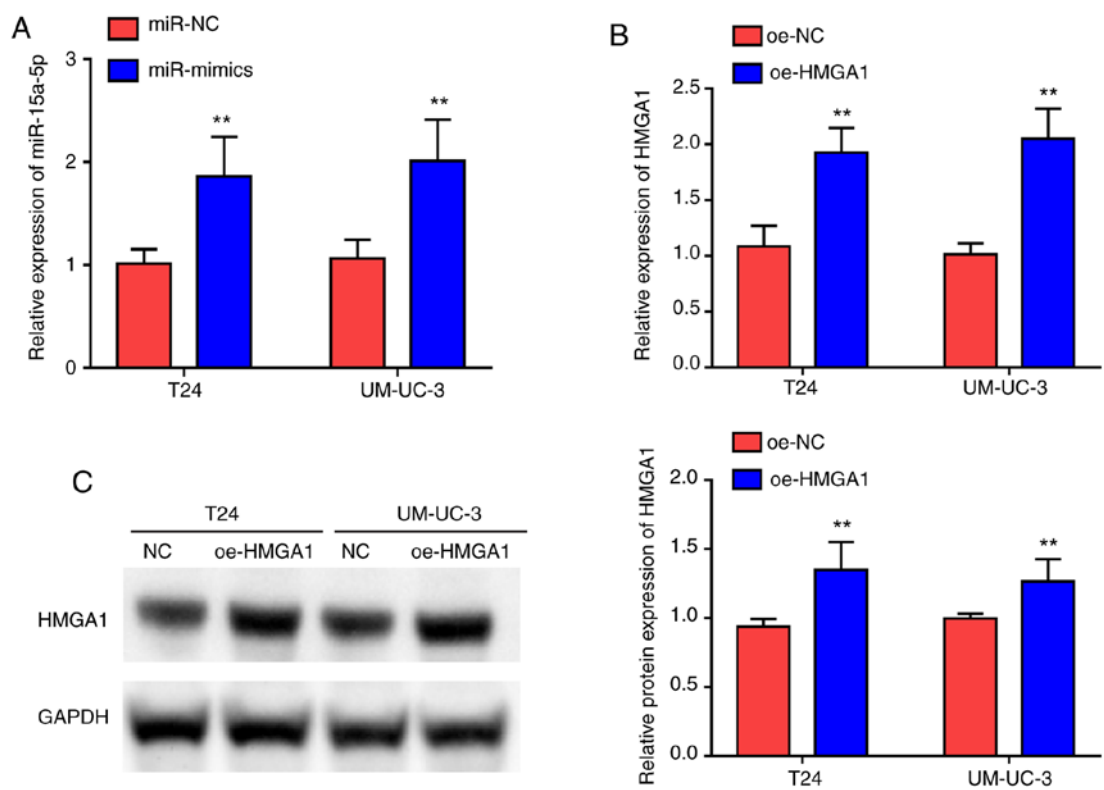 A
miR-NC
miR-mimics
Relative expression of miR-15a-5p
3
2
1
0
**
**
T24
UM-UC-3
B
oe-NC
oe-HMGA1
Relative expression of HMGA1
2.5
2.0
1.5
1.0
0.5
0.0
**
**
T24
UM-UC-3
C
T24
UM-UC-3
NC
oe-HMGA1
NC
oe-HMGA1
HMGA1
GAPDH
oe-NC
oe-HMGA1
Relative protein expression of HMGA1
2.0
1.5
1.0
0.5
0.0
**
**
T24
UM-UC-3